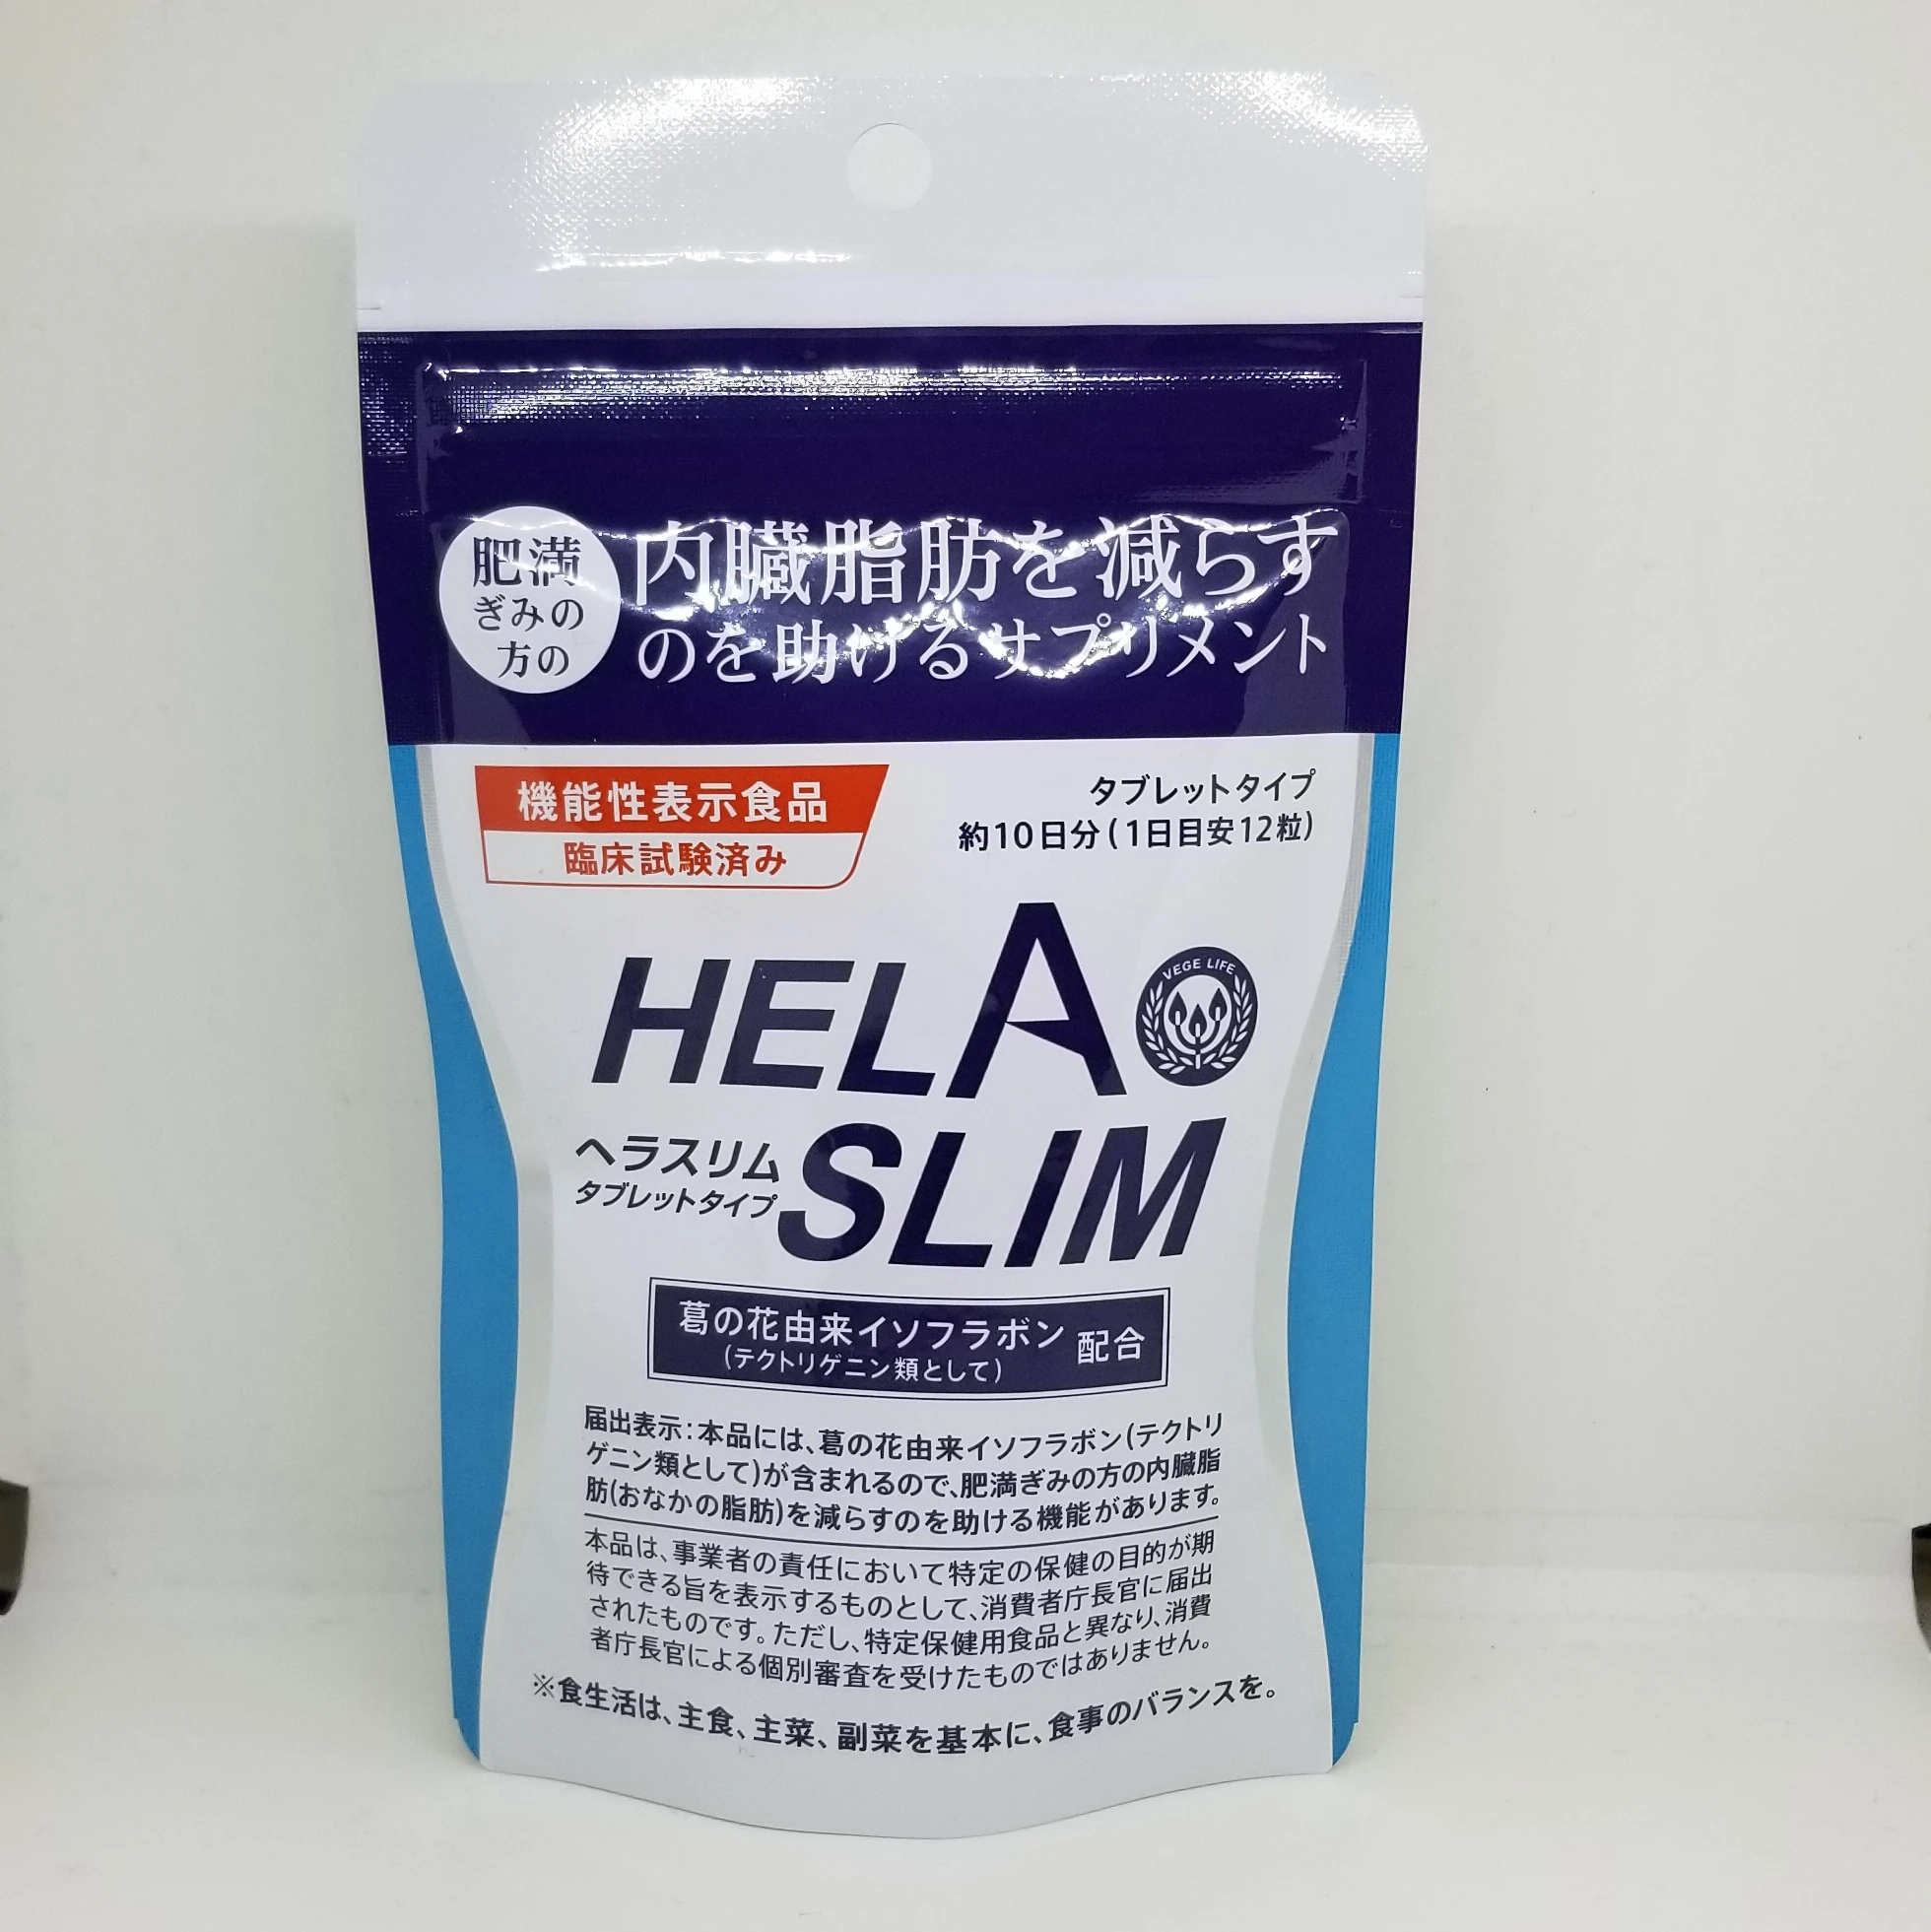 肥満
ぎみの
方の
内臓脂肪を減らす
のを助けるサプリメント
機能性表示食品
臨床試験済み
タブレットタイプ
約10日分(1日目安12粒)
HELA
VEGE LIFE
ヘラスリム
タブレットタイプ
SLIM
葛の花由来イソフラボン
(テクトリゲニン類として)
配合
届出表示:本品には、葛の花由来イソフラボン(テクトリ
ゲニン類として)が含まれるので、肥満ぎみの方の内臓脂
肪(おなかの脂肪)を減らすのを助ける機能があります。
本品は、事業者の責任において特定の保健の目的が期
待できる旨を表示するものとして、消費者庁長官に届出
されたものです。ただし、特定保健用食品と異なり、消費
者庁長官による個別審査を受けたものではありません。
※食生活は、主食、主菜、副菜を基本に、食事のバランスを。